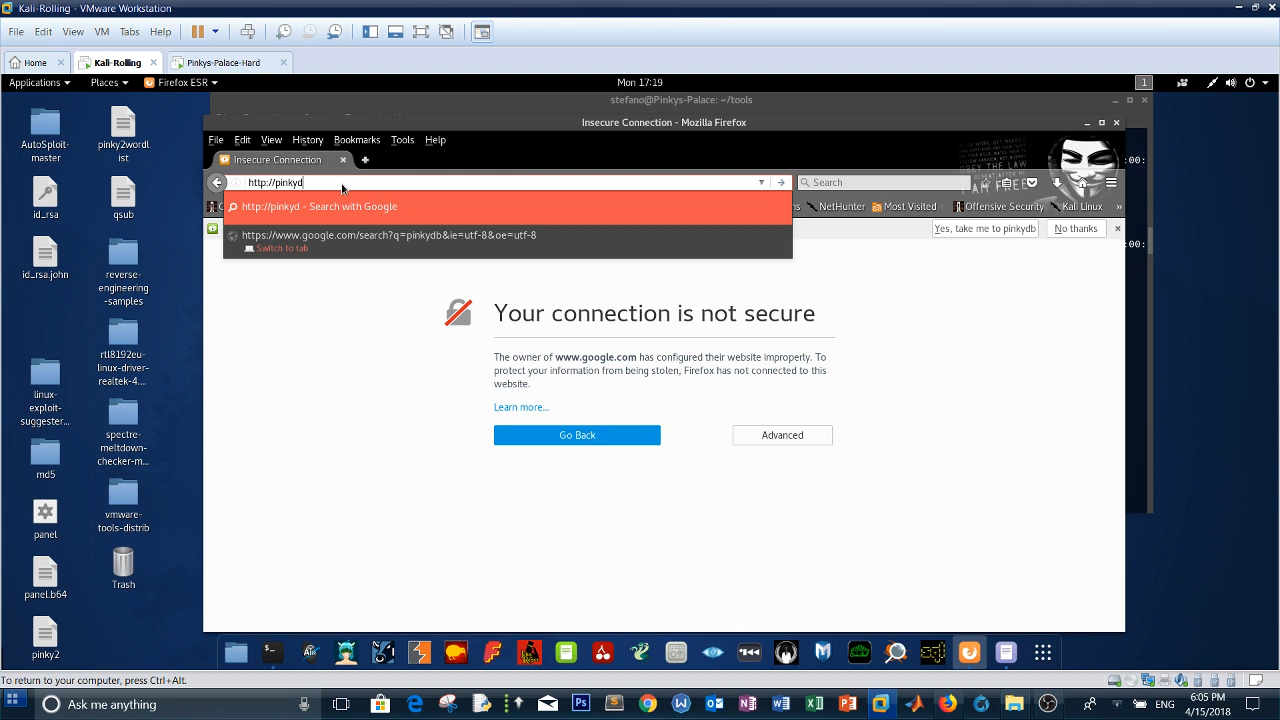 Kali-Rolling - VMware Workstation
File Edit View VM Tabs Help
Home Kali-Rolling Pinkys-Palace-Hard
Applications Places Firefox ESR Mon 17:19 1
stefano@Pinkys-Palace: ~/tools
Insecure Connection - Mozilla Firefox
File Edit View History Bookmarks Tools Help
Insecure Connection
http://pinkyd Search
http://pinkyd - Search with Google
NetHunter Most Visited Offensive Security Kali Linux »
https://www.google.com/search?q=pinkydb&ie=utf-8&oe=utf-8
Switch to tab
Yes, take me to pinkydb No thanks
Your connection is not secure
The owner of www.google.com has configured their website improperly. To
protect your information from being stolen, Firefox has not connected to this
website.
Learn more...
Go Back Advanced
AutoSploit-
master
pinky2wordl
ist
id_rsa
qsub
id_rsa.john
reverse-
engineering
-samples
rtl8192eu-
linux-driver-
realtek-4....
linux-
exploit-
suggester...
spectre-
meltdown-
checker-m...
md5
vmware-
tools-distrib
panel
Trash
panel.b64
pinky2
To return to your computer, press Ctrl+Alt.
Ask me anything
ENG
6:05 PM
4/15/2018